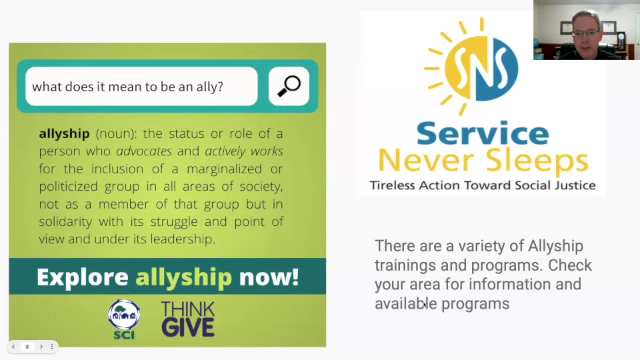 what does it mean to be an ally?
allyship (noun): the status or role of a
person who advocates and actively works
for the inclusion of a marginalized or
politicized group in all areas of society,
not as a member of that group but in
solidarity with its struggle and point of
view and under its leadership.
Explore allyship now!
SCI
THINK
GIVE
8
SNS
Service
Never Sleeps
Tireless Action Toward Social Justice
There are a variety of Allyship
trainings and programs. Check
your area for information and
available programs